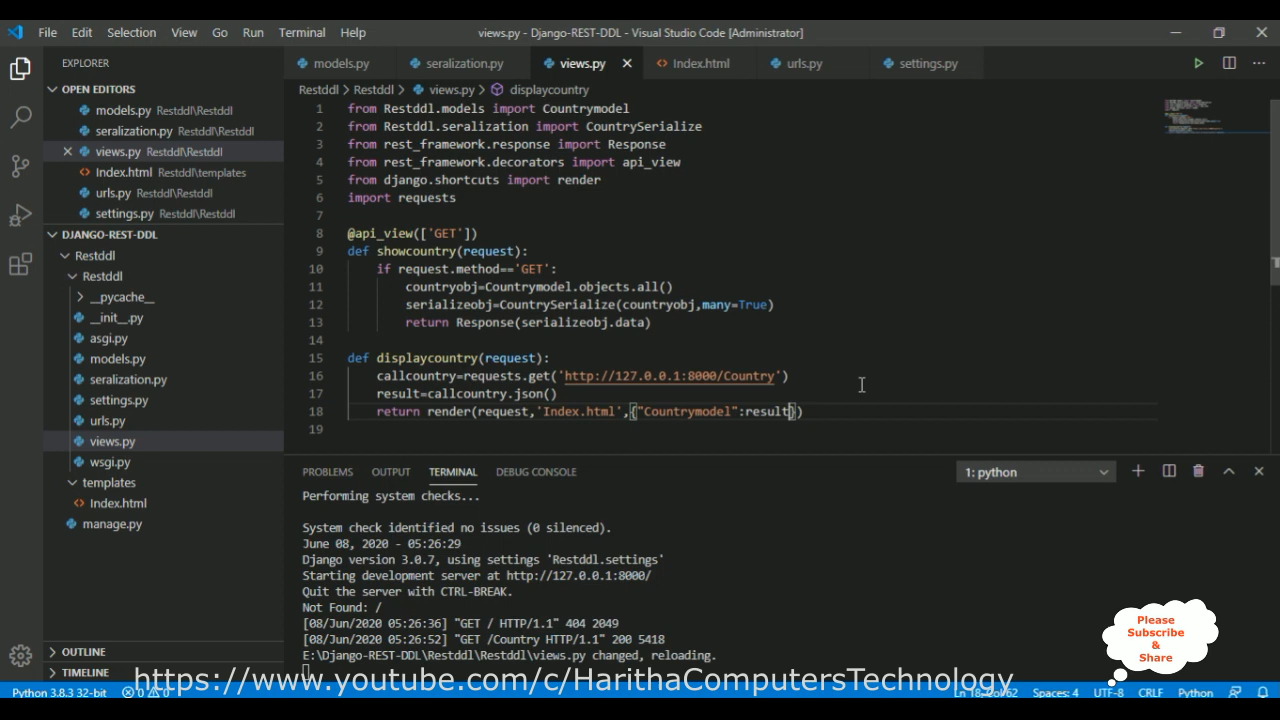 File Edit Selection View Go Run Terminal Help
views.py - Django-REST-DDL - Visual Studio Code [Administrator]
EXPLORER
OPEN EDITORS
models.py Restddl\Restddl
seralization.py Restddl\Restddl
views.py Restddl\Restddl
Index.html Restddl\templates
urls.py Restddl\Restddl
settings.py Restddl\Restddl
DJANGO-REST-DDL
Restddl
Restddl
__pycache__
__init__.py
asgi.py
models.py
seralization.py
settings.py
urls.py
views.py
wsgi.py
templates
Index.html
manage.py
OUTLINE
TIMELINE
models.py seralization.py views.py Index.html urls.py settings.py
Restddl > Restddl > views.py > displaycountry
1 from Restddl.models import Countrymodel
2 from Restddl.seralization import CountrySerialize
3 from rest_framework.response import Response
4 from rest_framework.decorators import api_view
5 from django.shortcuts import render
6 import requests
7
8 @api_view(['GET'])
9 def showcountry(request):
10 if request.method=='GET':
11 countryobj=Countrymodel.objects.all()
12 serializeobj=CountrySerialize(countryobj,many=True)
13 return Response(serializeobj.data)
14
15 def displaycountry(request):
16 callcountry=requests.get('http://127.0.0.1:8000/Country')
17 result=callcountry.json()
18 return render(request,'Index.html',{"Countrymodel":result})
19
PROBLEMS OUTPUT TERMINAL DEBUG CONSOLE
1: python
Performing system checks...
System check identified no issues (0 silenced).
June 08, 2020 - 05:26:29
Django version 3.0.7, using settings 'Restddl.settings'
Starting development server at http://127.0.0.1:8000/
Quit the server with CTRL-BREAK.
Not Found: /
[08/Jun/2020 05:26:36] "GET / HTTP/1.1" 404 2049
[08/Jun/2020 05:26:52] "GET /Country HTTP/1.1" 200 5418
E:\Django-REST-DDL\Restddl\Restddl\views.py changed, reloading.
Please
Subscribe
&
Share
https://www.youtube.com/c/HarithaComputersTechnology
Python 3.8.3 32-bit 0 0
Spaces: 4 UTF-8 CRLF Python